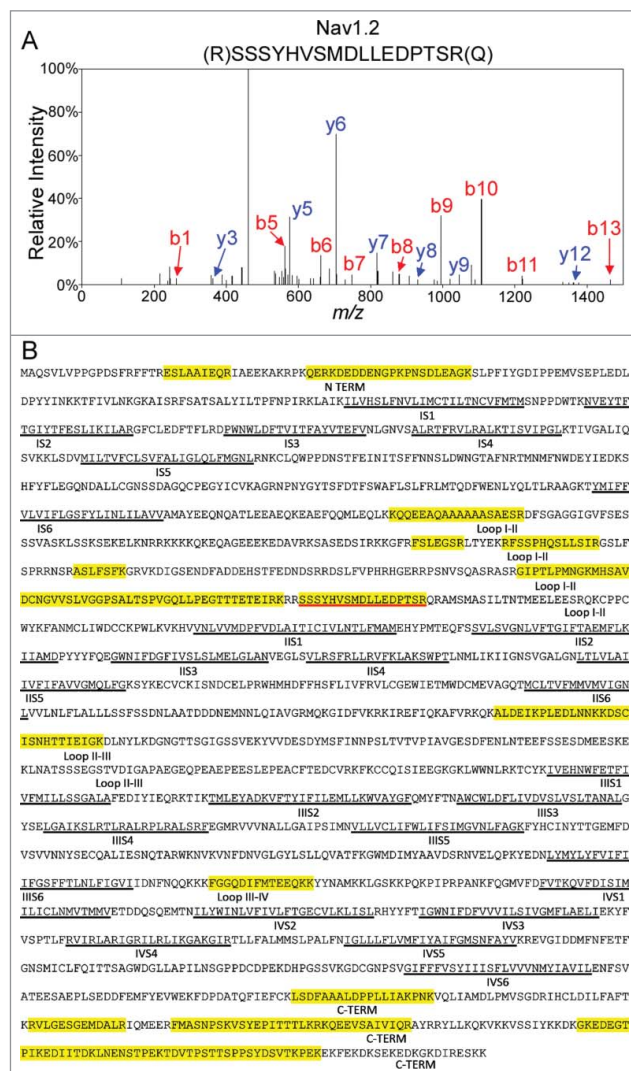 A
Nav1.2
(R)SSSYHVSMDLLEDPTSR(Q)
Relative Intensity
100%
80%
60%
40%
20%
0%
b1
y3
b5
y5
b6
y6
b7
y7
b8
y8
b9
y9
b10
b11
y12
b13
0
200
400
600
800
1000
1200
1400
m/z
B
MAQSVLVPPGPDSFRFFTRESLAAIEQRIAEEKAKRPKQERKDEDDENGPKPNSDLEAGKSLPFIYGDIPPEMVSEPLEDL
N TERM
DPYYINKKTFIVLNKGKAISRFSATSALYILTPFNPIRKLAIKILVHSLFNVLIMCTILTNCVFMTMSNPPDWTKNVEYTF
IS1
TGIYTFESLIKILARGFCLEDFTFLRDPWNWLDFTVITFAYVTEFVNLGNVSALRTFRVLRALKTISVIPGLKTIVGALIQ
IS2
IS3
IS4
SVKKLSDVMILTVFCLSVFALIGLQLFMGNLRNKCLQWPPDNSTFEINITSFFNNSLDWNGTAFNRTMNMFNWDEYIEDKS
IS5
HFYFLEGQNDALLCGNSSDAGQCPEGYICVKAGRNPNYGYTSFDTFSWAFLSLFRLMTQDFWENLYQLTLRAAGKTYMIFF
VLVIFLGSFYLINLILAVVAMAYEEQNQATLEEAEQKEAEFQQMLEQLKKQQEEAQAAAAAASAESRDFSGAGGIGVFSES
IS6
Loop I-II
SSVASKLSSKSEKELKNRRKKKKQKEQAGEEEKEDAVRKSASEDSIRKKGFRFSLEGSRLTYEKRFSSPHQSLLSIRGSLF
Loop I-II
SPRRNSRASLFSFKGRVKDIGSENDFADDEHSTFEDNDSRRDSLFVPHRHGERRPSNVSQASRASRGIPTLPMNGKMHSAV
Loop I-II
DCNGVVSLVGGPSALTSPVGQLLPEGTTTETEIRKRRSSSYHVSMDLLEDPTSRQRAMSMASILTNTMEELEESRQKCPPC
Loop I-II
WYKFANMCLIWDCCKPWLKVKHVVNLVVMDPFVDLAITICIVLNTLFMAMEHYPMTEQFSSVLSVGNLVFTGIFTAEMFLK
IIS1
IIS2
IIAMDPYYYFQEGWNIFDGFIVSLSLMELGLANVEGLSVLRSFRLLRVFKLAKSWPTLNMLIKIIGNSVGALGNLTLVLAI
IIS3
IIS4
IVFIFAVVGMQLFGKSYKECVCKISNDCELPRWHMHDFFHSFLIVFRVLCGEWIETMWDCMEVAGQTMCLTVFMMVMVIGN
IIS5
IIS6
LVVLNLFLALLLSSFSSDNLAATDDDNEMNNLQIAVGRMQKGIDFVKRKIREFIQKAFVRKQKALDEIKPLEDLNNKKDSC
ISNHTTIEIGKDLNYLKDGNGTTSGIGSSVEKYVVDESDYMSFINNPSLTVTVPIAVGESDFENLNTEEFSSESDMEESKE
Loop II-III
KLNATSSSEGSTVDIGAPAEGEQPEAEPEESLEPEACFTEDCVRKFKCCQISIEEGKGKLWWNLRKTCYKIVEHNWFETFI
Loop II-III
IIIS1
VFMILLSSGALAFEDIYIEQRKTIKTMLEYADKVFTYIFILEMLLKWVAYGFQMYFTNAWCWLDFLIVDVSLVSLTANALG
IIIS2
IIIS3
YSELGAIKSLRTLRALRPLRALSRFEGMRVVVNALLGAIPSIMNVLLVCLIFWLIFSIMGVNLFAGKFYHCINYTTGEMFD
IIIS4
IIIS5
VSVVNNYSECQALIESNQTARWKNVKVNFDNVGLGYLSLLQVATFKGWMDIMYAAVDSRNVELQPKYEDNLYMYLYFVIFI
IFGSFFTLNLFIGVIIDNFNQQKKKFGGQDIFMTEEQKKYYNAMKKLGSKKPQKPIPRPANKFQGMVFDFVTKQVFDISIM
IIIS6
Loop III-IV
IVS1
ILICLNMVTMMVETDDQSQEMTNILYWINLVFIVLFTGECVLKLISLRHYYFTIGWNIFDFVVVILSIVGMFLAELIEKYF
IVS2
IVS3
VSPTLFRVIRLARIGRILRLIKGAKGIRTLLFALMMSLPALFNIGLLLFLVMFIYAIFGMSNFAYVKREVGIDDMFNFETF
IVS4
IVS5
GNSMICLFQITTSAGWDGLLAPILNSGPPDCDPEKDHPGSSVKGDCGNPSVGIFFFVSYIIISFLVVVNMYIAVILENFSV
IVS6
ATEESAEPLSEDDFEMFYEVWEKFDPDATQFIEFCKLSDFAAALDPPLLIAKPNKVQLIAMDLPMVSGDRIHCLDILFAFT
C-TERM
KRVLGESGEMDALRIQMEERFMASNPSKVSYEPITTTLKRKQEEVSAIVIQRAYRRYLLKQKVKKVSSIYKKDKGKEDEGT
C-TERM
PIKEDIITDKLNENSTPEKTDVTPSTTSPPSYDSVTKPEKEKFEKDKSEKEDKGKDIRESKK
C-TERM